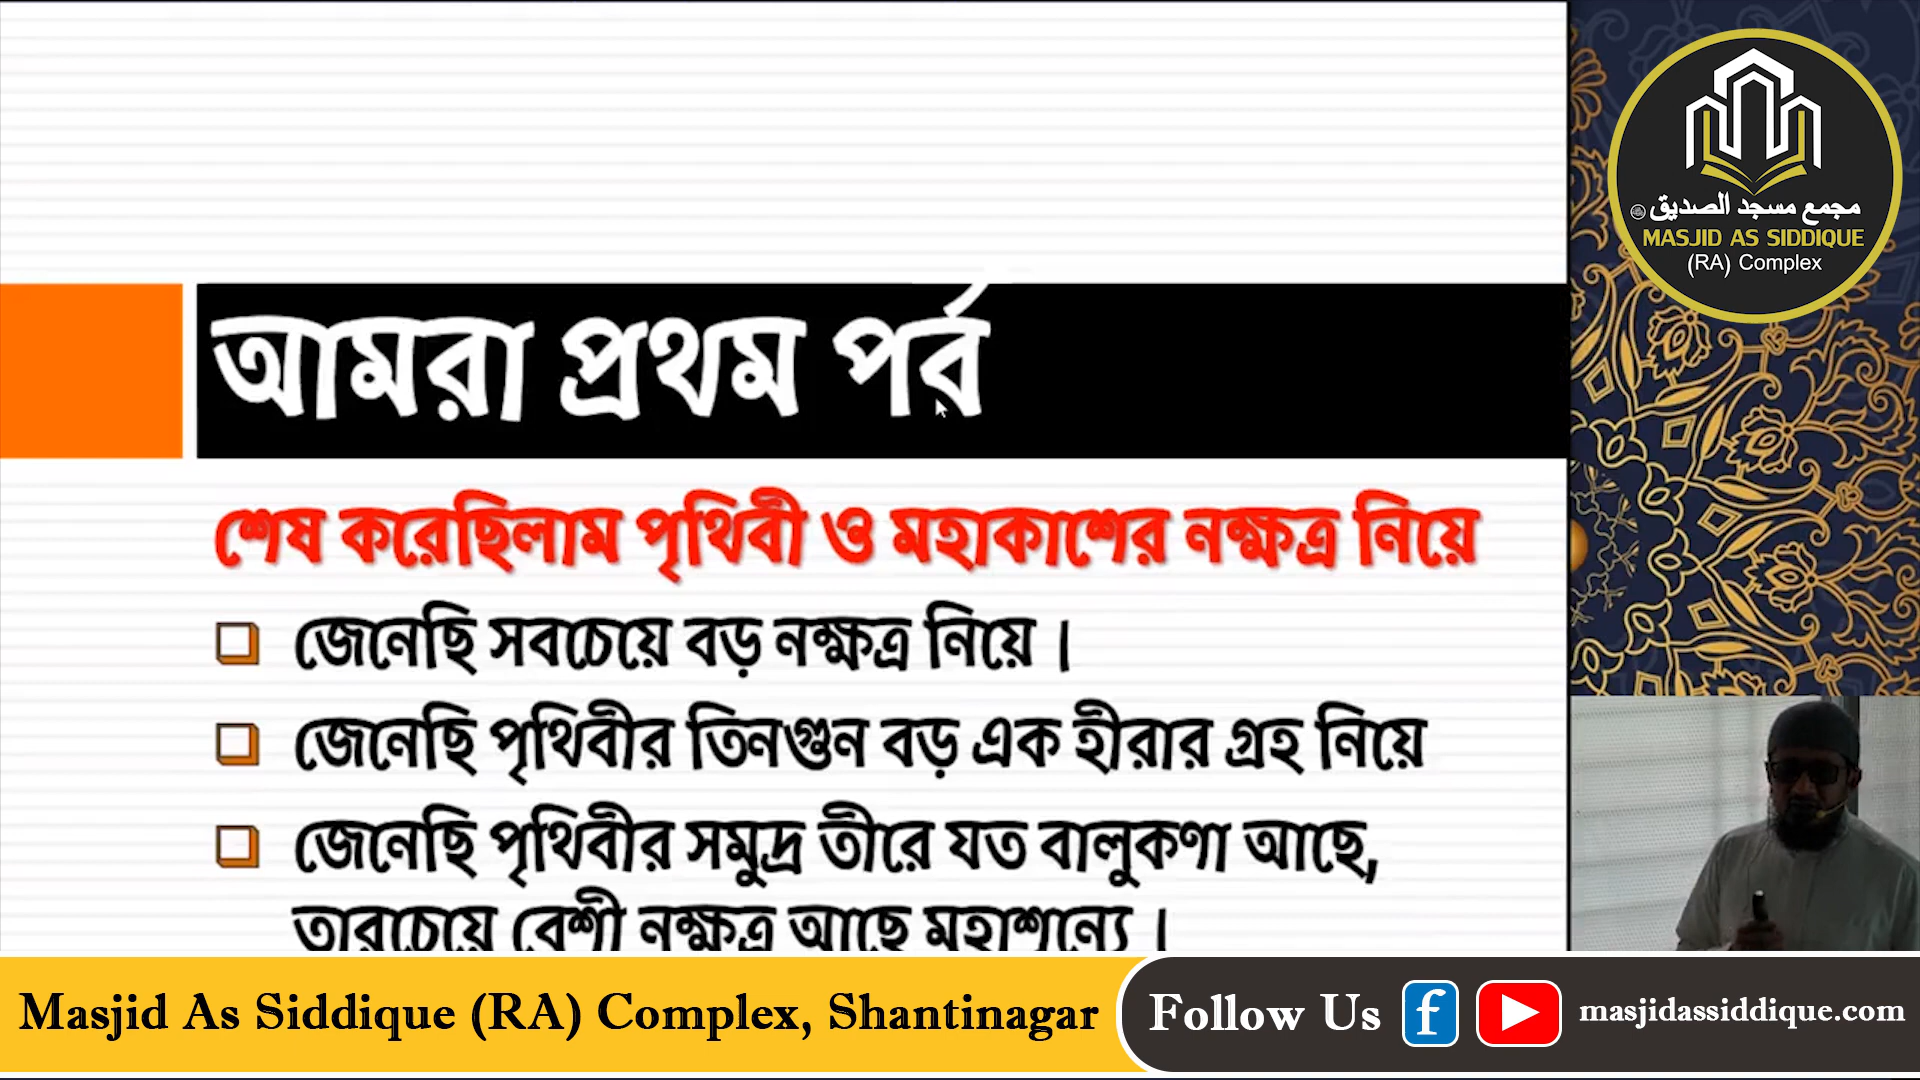 আমরা প্রথম পর্ব
শেষ করেছিলাম পৃথিবী ও মহাকাশের নক্ষত্র নিয়ে
জেনেছি সবচেয়ে বড় নক্ষত্র নিয়ে ।
জেনেছি পৃথিবীর তিনগুন বড় এক হীরার গ্রহ নিয়ে
জেনেছি পৃথিবীর সমুদ্র তীরে যত বালুকণা আছে,
তারচেয়ে বেশী নক্ষত্র আছে মহাশূন্যে ।
مجمع مسجد الصديق
MASJID AS SIDDIQUE
(RA) Complex
Masjid As Siddique (RA) Complex, Shantinagar
Follow Us
masjidassiddique.com